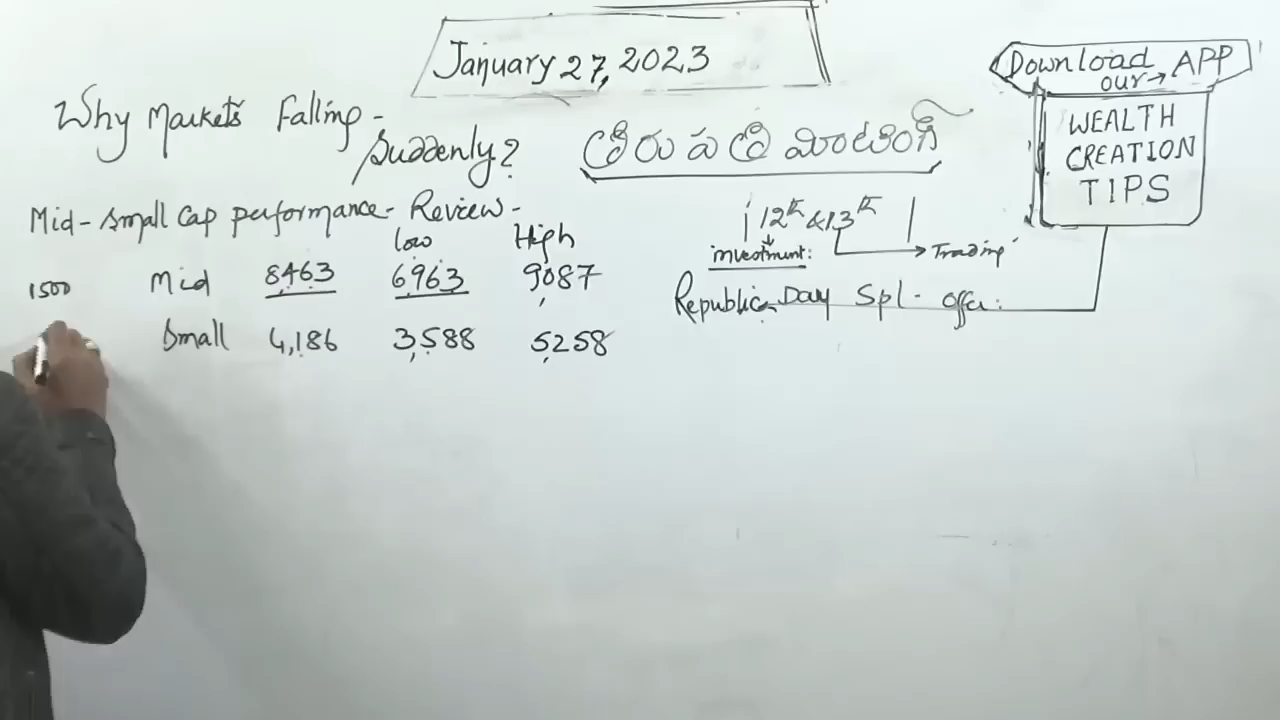 January 27, 2023
Download
our → APP
WEALTH
CREATION
TIPS
Why Markets Falling -
Suddenly?
తిరుపతి మీటింగ్
12th & 13th
investment: → Trading
Republic Day Spl - offer:
Mid - Small Cap performance - Review -
low High
1500 Mid 8463 6963 9087
Small 4,186 3,588 5258